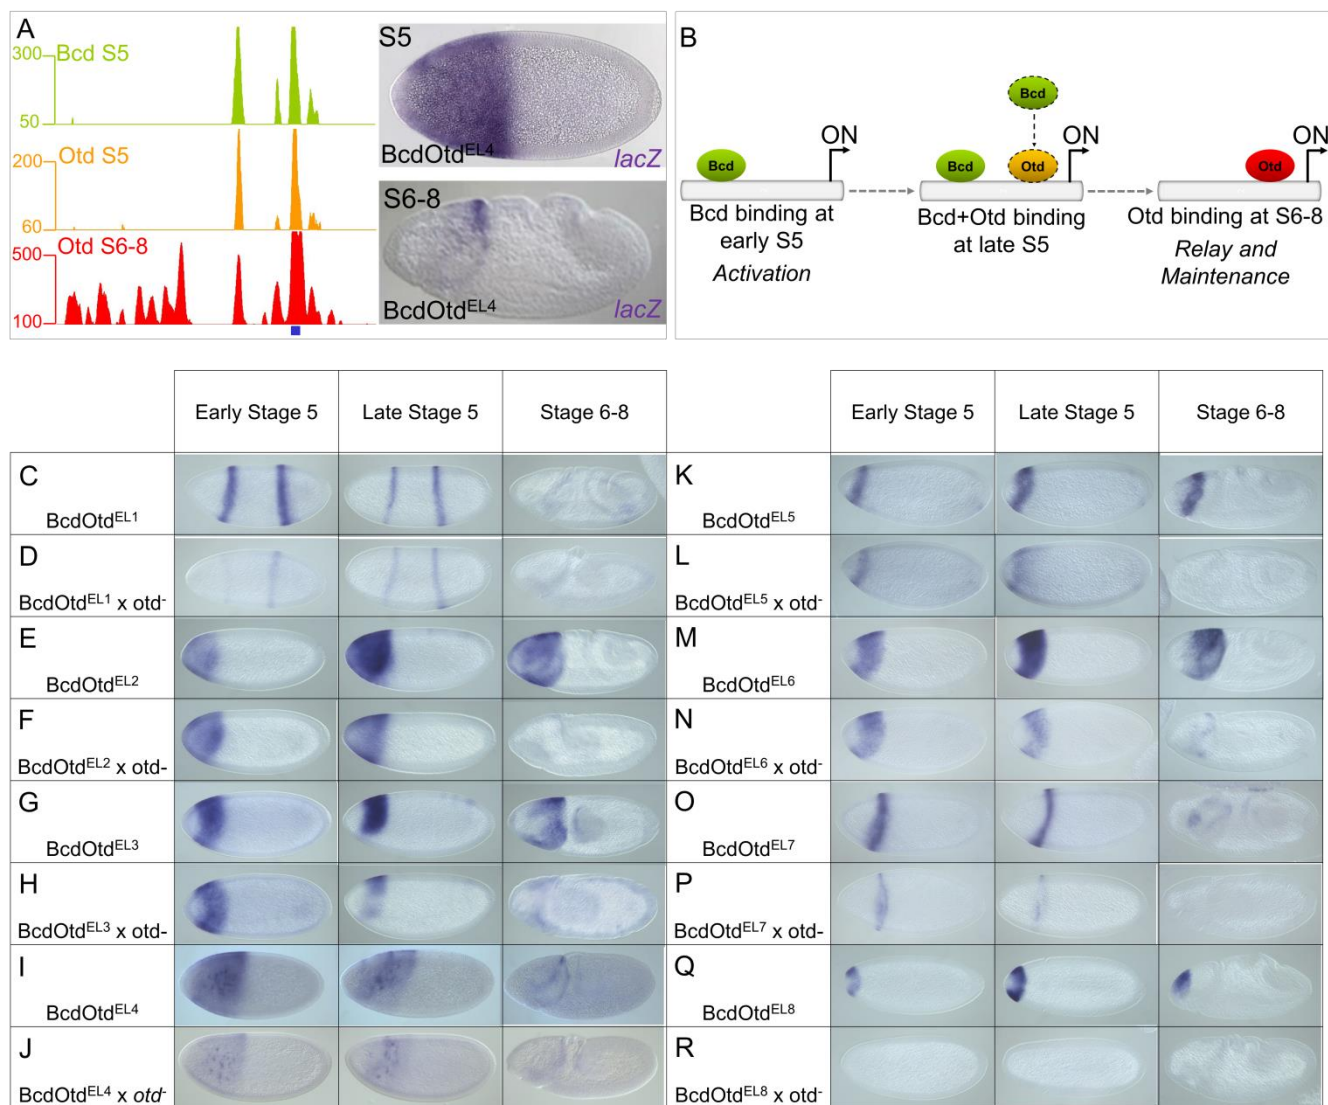 A
Bcd S5
300
50
Otd S5
200
60
Otd S6-8
500
100
S5
BcdOtd^EL4
lacZ
S6-8
BcdOtd^EL4
lacZ
B
Bcd
ON
Bcd binding at
early S5
Activation
Bcd
Bcd
Otd
ON
Bcd+Otd binding
at late S5
Otd
ON
Otd binding at S6-8
Relay and
Maintenance
Early Stage 5 Late Stage 5 Stage 6-8
C
BcdOtd^EL1
D
BcdOtd^EL1 x otd-
E
BcdOtd^EL2
F
BcdOtd^EL2 x otd-
G
BcdOtd^EL3
H
BcdOtd^EL3 x otd-
I
BcdOtd^EL4
J
BcdOtd^EL4 x otd-
Early Stage 5 Late Stage 5 Stage 6-8
K
BcdOtd^EL5
L
BcdOtd^EL5 x otd-
M
BcdOtd^EL6
N
BcdOtd^EL6 x otd-
O
BcdOtd^EL7
P
BcdOtd^EL7 x otd-
Q
BcdOtd^EL8
R
BcdOtd^EL8 x otd-